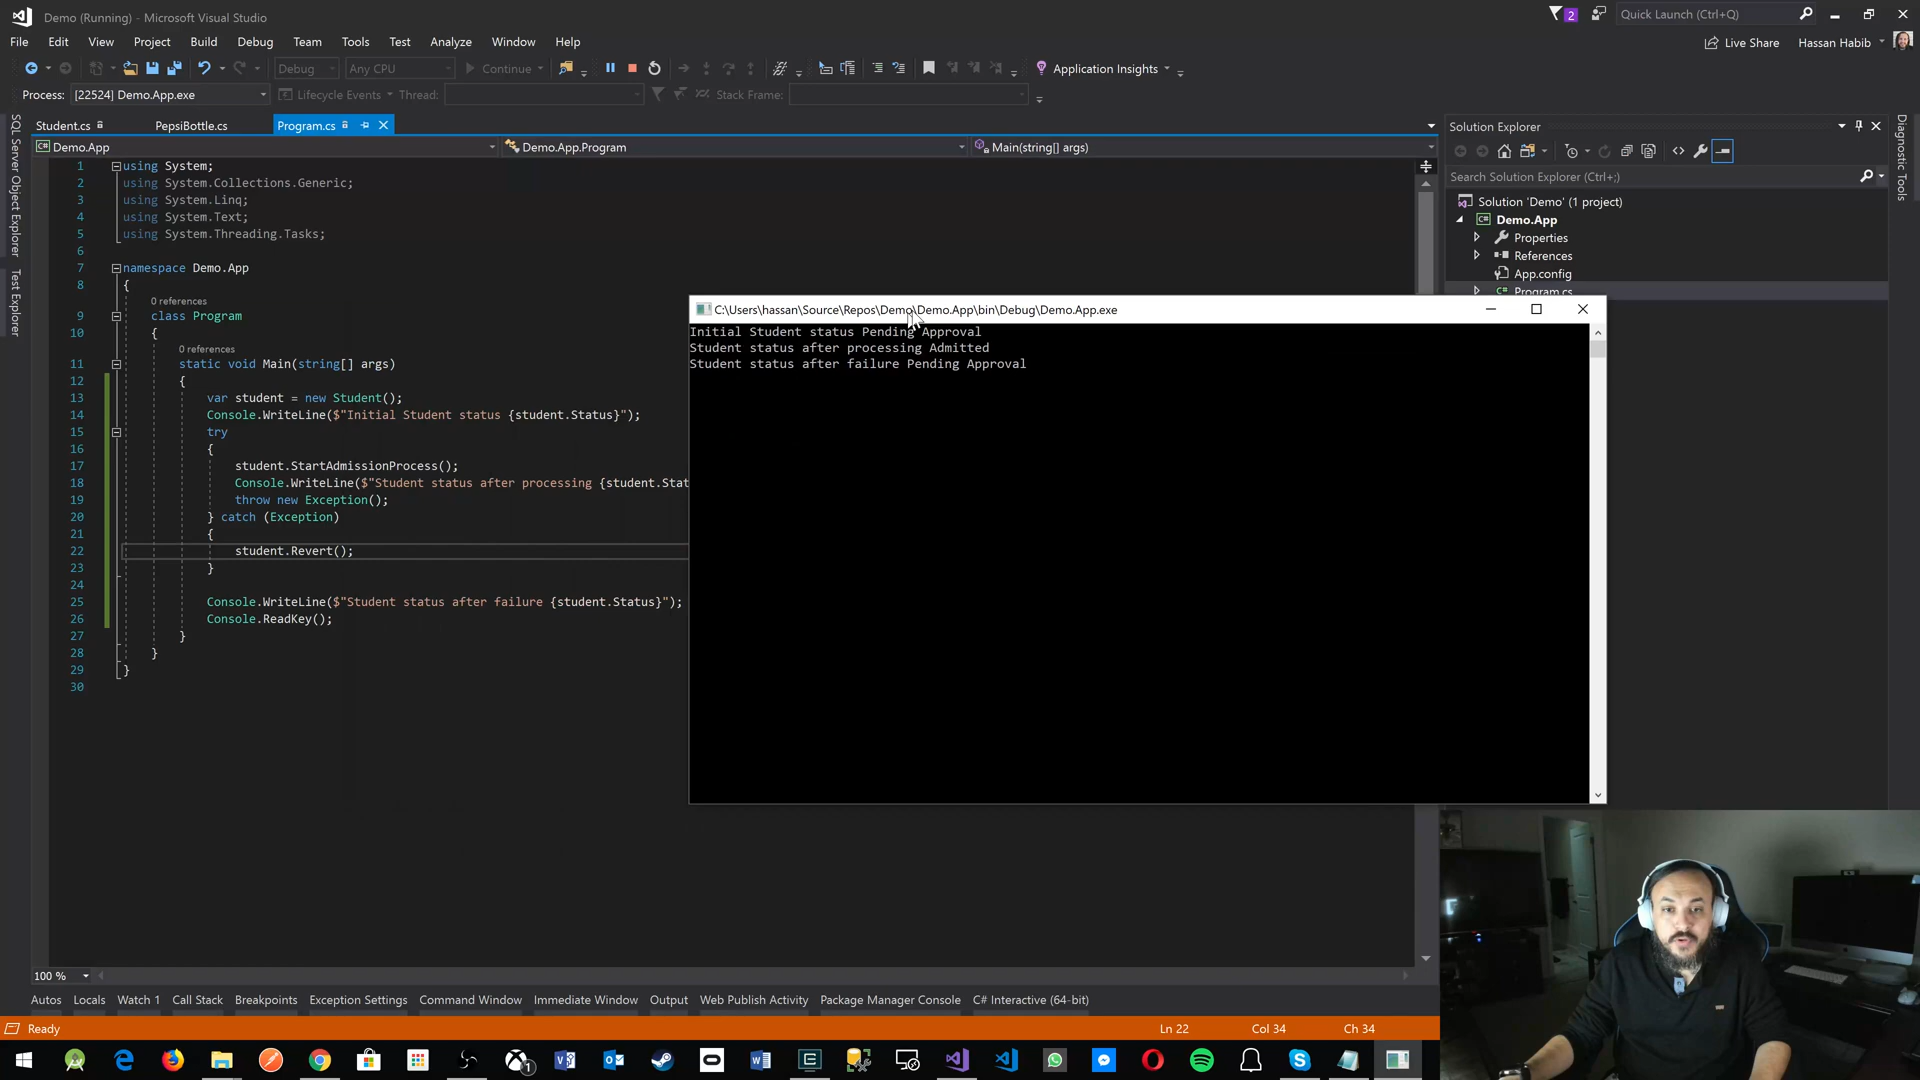 Demo (Running) - Microsoft Visual Studio
2
Quick Launch (Ctrl+Q)
File Edit View Project Build Debug Team Tools Test Analyze Window Help
Live Share Hassan Habib
Debug Any CPU Continue Application Insights
Process: [22524] Demo.App.exe Lifecycle Events Thread: Stack Frame:
SQL Server Object Explorer
Test Explorer
Student.cs PepsiBottle.cs Program.cs
Demo.App Demo.App.Program Main(string[] args)
1 using System;
2 using System.Collections.Generic;
3 using System.Linq;
4 using System.Text;
5 using System.Threading.Tasks;
6
7 namespace Demo.App
8 {
0 references
9 class Program
10 {
0 references
11 static void Main(string[] args)
12 {
13 var student = new Student();
14 Console.WriteLine($"Initial Student status {student.Status}");
15 try
16 {
17 student.StartAdmissionProcess();
18 Console.WriteLine($"Student status after processing {student.Stat
19 throw new Exception();
20 } catch (Exception)
21 {
22 student.Revert();
23 }
24
25 Console.WriteLine($"Student status after failure {student.Status}");
26 Console.ReadKey();
27 }
28 }
29 }
30
C:\Users\hassan\Source\Repos\Demo\Demo.App\bin\Debug\Demo.App.exe
Initial Student status Pending Approval
Student status after processing Admitted
Student status after failure Pending Approval
Solution Explorer
Search Solution Explorer (Ctrl+;)
Solution 'Demo' (1 project)
Demo.App
Properties
References
App.config
Program.cs
Diagnostic Tools
100 %
Autos Locals Watch 1 Call Stack Breakpoints Exception Settings Command Window Immediate Window Output Web Publish Activity Package Manager Console C# Interactive (64-bit)
Ready Ln 22 Col 34 Ch 34
1